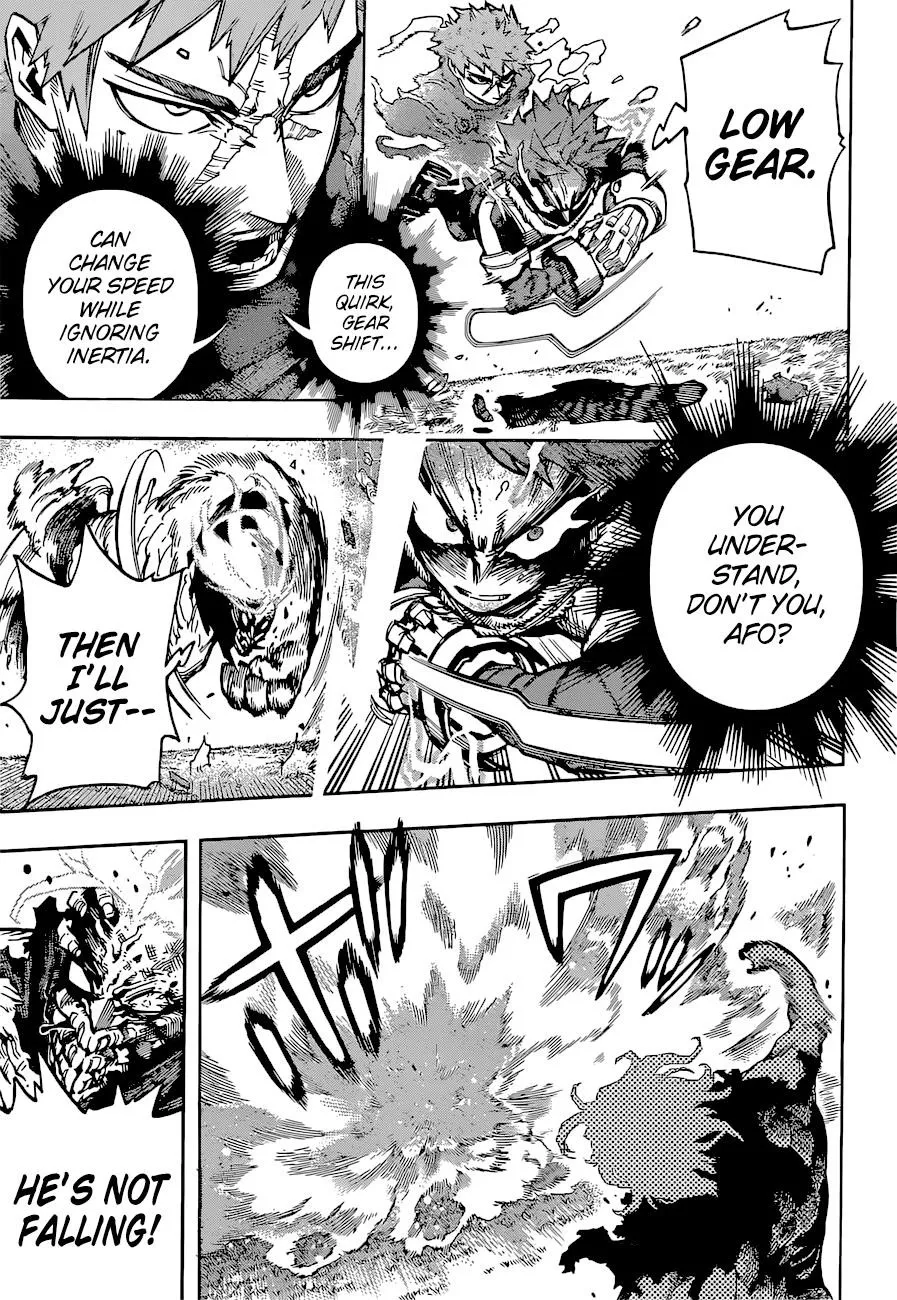 LOW
GEAR.
THIS
QUIRK,
GEAR
SHIFT...
CAN
CHANGE
YOUR SPEED
WHILE
IGNORING
INERTIA.
YOU
UNDER-
STAND,
DON'T YOU,
AFO?
THEN
I'LL
JUST--
HE'S NOT
FALLING!